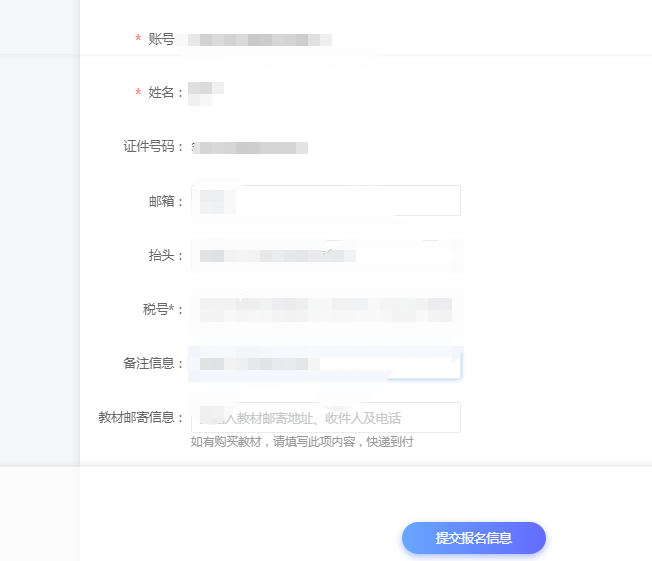 * 账号
* 姓名：
证件号码：
邮箱：
抬头：
税号*：
备注信息：
教材邮寄信息：
入教材邮寄地址、收件人及电话
如有购买教材，请填写此项内容，快递到付
提交报名信息